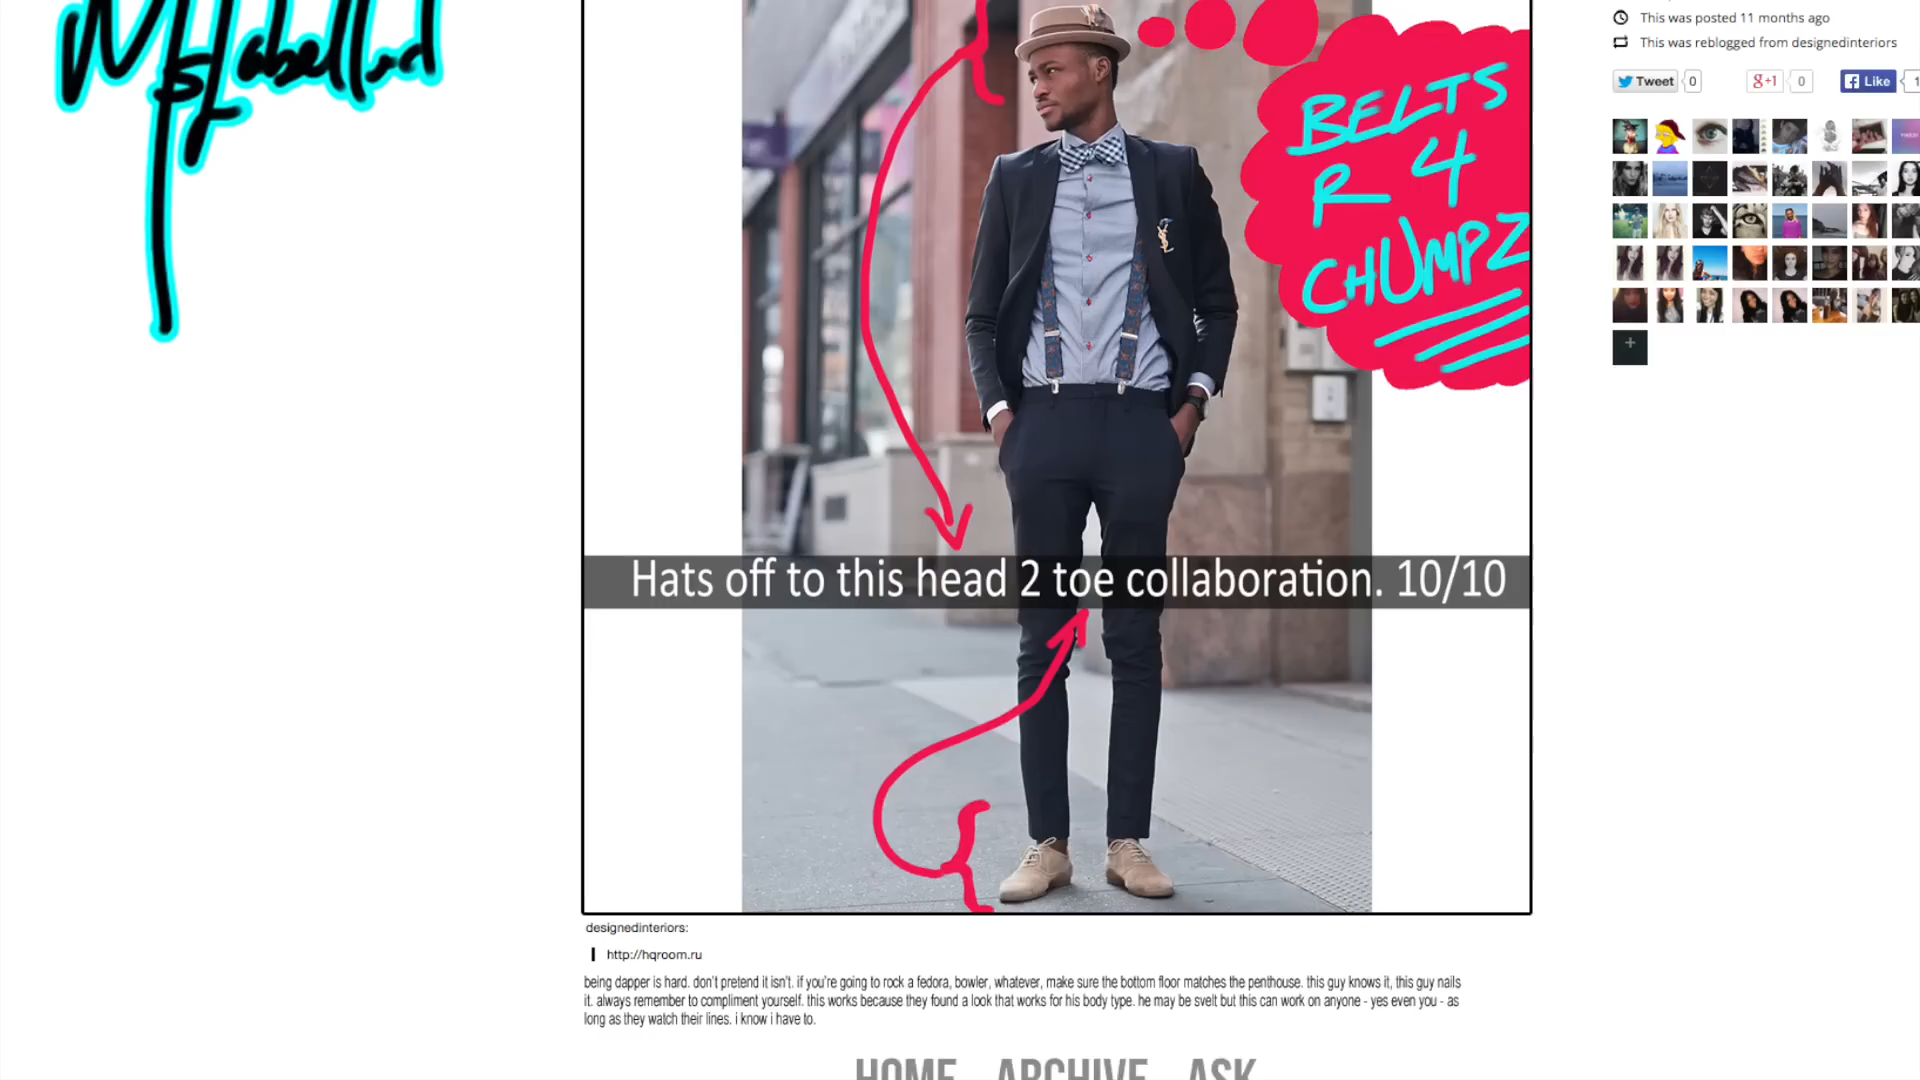 MisLabelled
This was posted 11 months ago
This was reblogged from designedinteriors
Tweet 0 g+1 0 Like 1
BELTS
R 4
CHUMPZ
Hats off to this head 2 toe collaboration. 10/10
designedinteriors:
http://hqroom.ru
being dapper is hard. don't pretend it isn't. if you're going to rock a fedora, bowler, whatever, make sure the bottom floor matches the penthouse. this guy knows it, this guy nails
it. always remember to compliment yourself. this works because they found a look that works for his body type. he may be svelt but this can work on anyone - yes even you - as
long as they watch their lines. i know i have to.
HOME ARCHIVE ASK